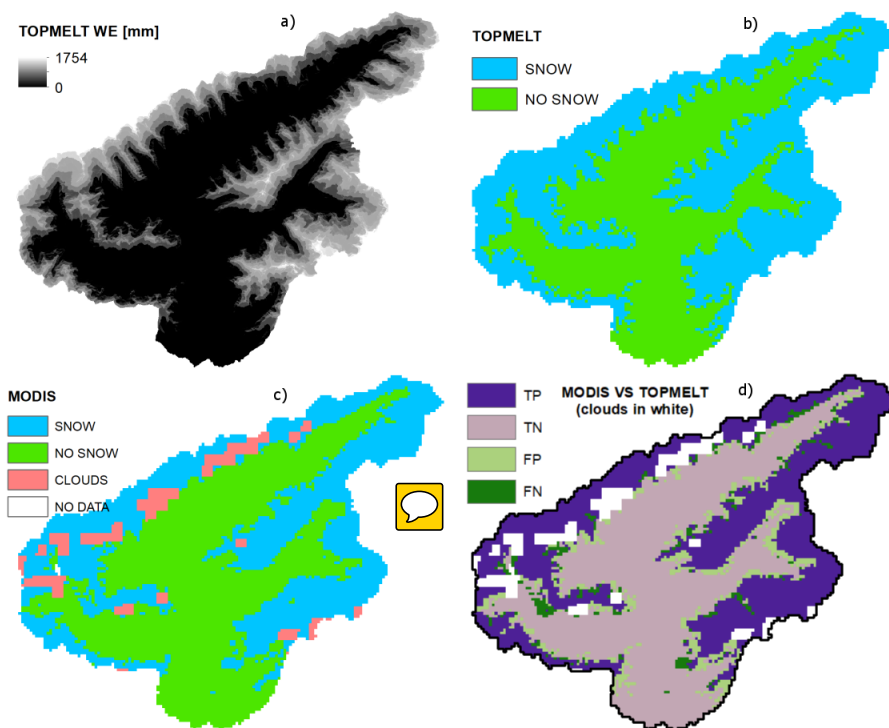 TOPMELT WE [mm]
a)
1754
0
b)
TOPMELT
SNOW
NO SNOW
MODIS
c)
SNOW
NO SNOW
CLOUDS
NO DATA
TP
MODIS VS TOPMELT
d)
(clouds in white)
TN
FP
FN